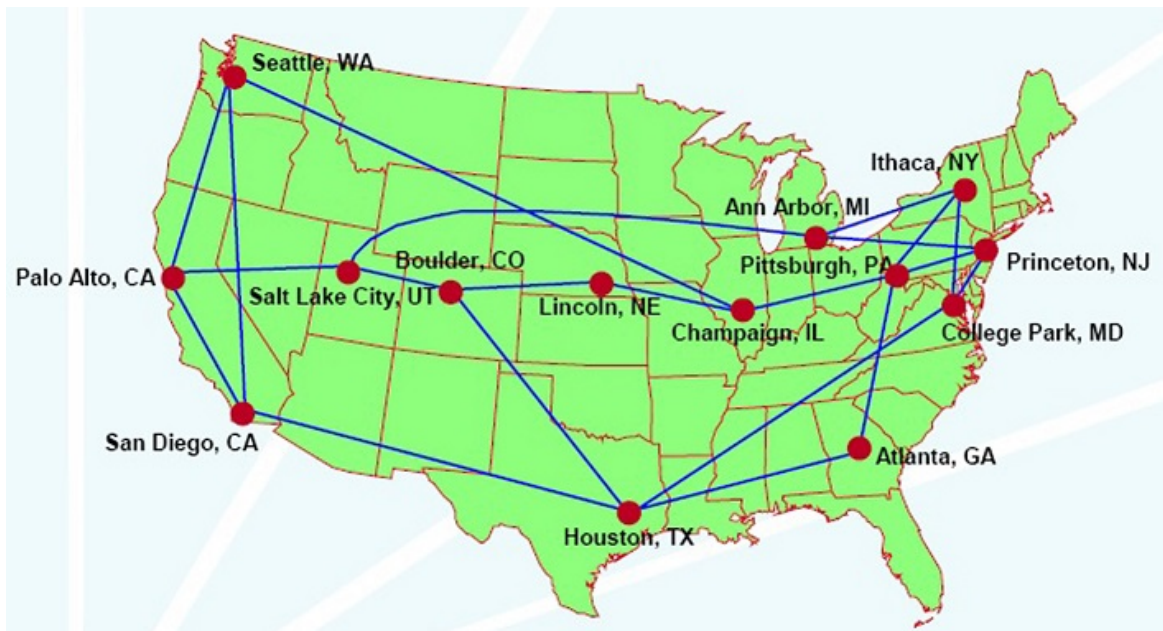 Seattle, WA
Ithaca, NY
Ann Arbor, MI
Boulder, CO
Pittsburgh, PA
Princeton, NJ
Palo Alto, CA
Salt Lake City, UT
Lincoln, NE
Champaign, IL
College Park, MD
San Diego, CA
Atlanta, GA
Houston, TX